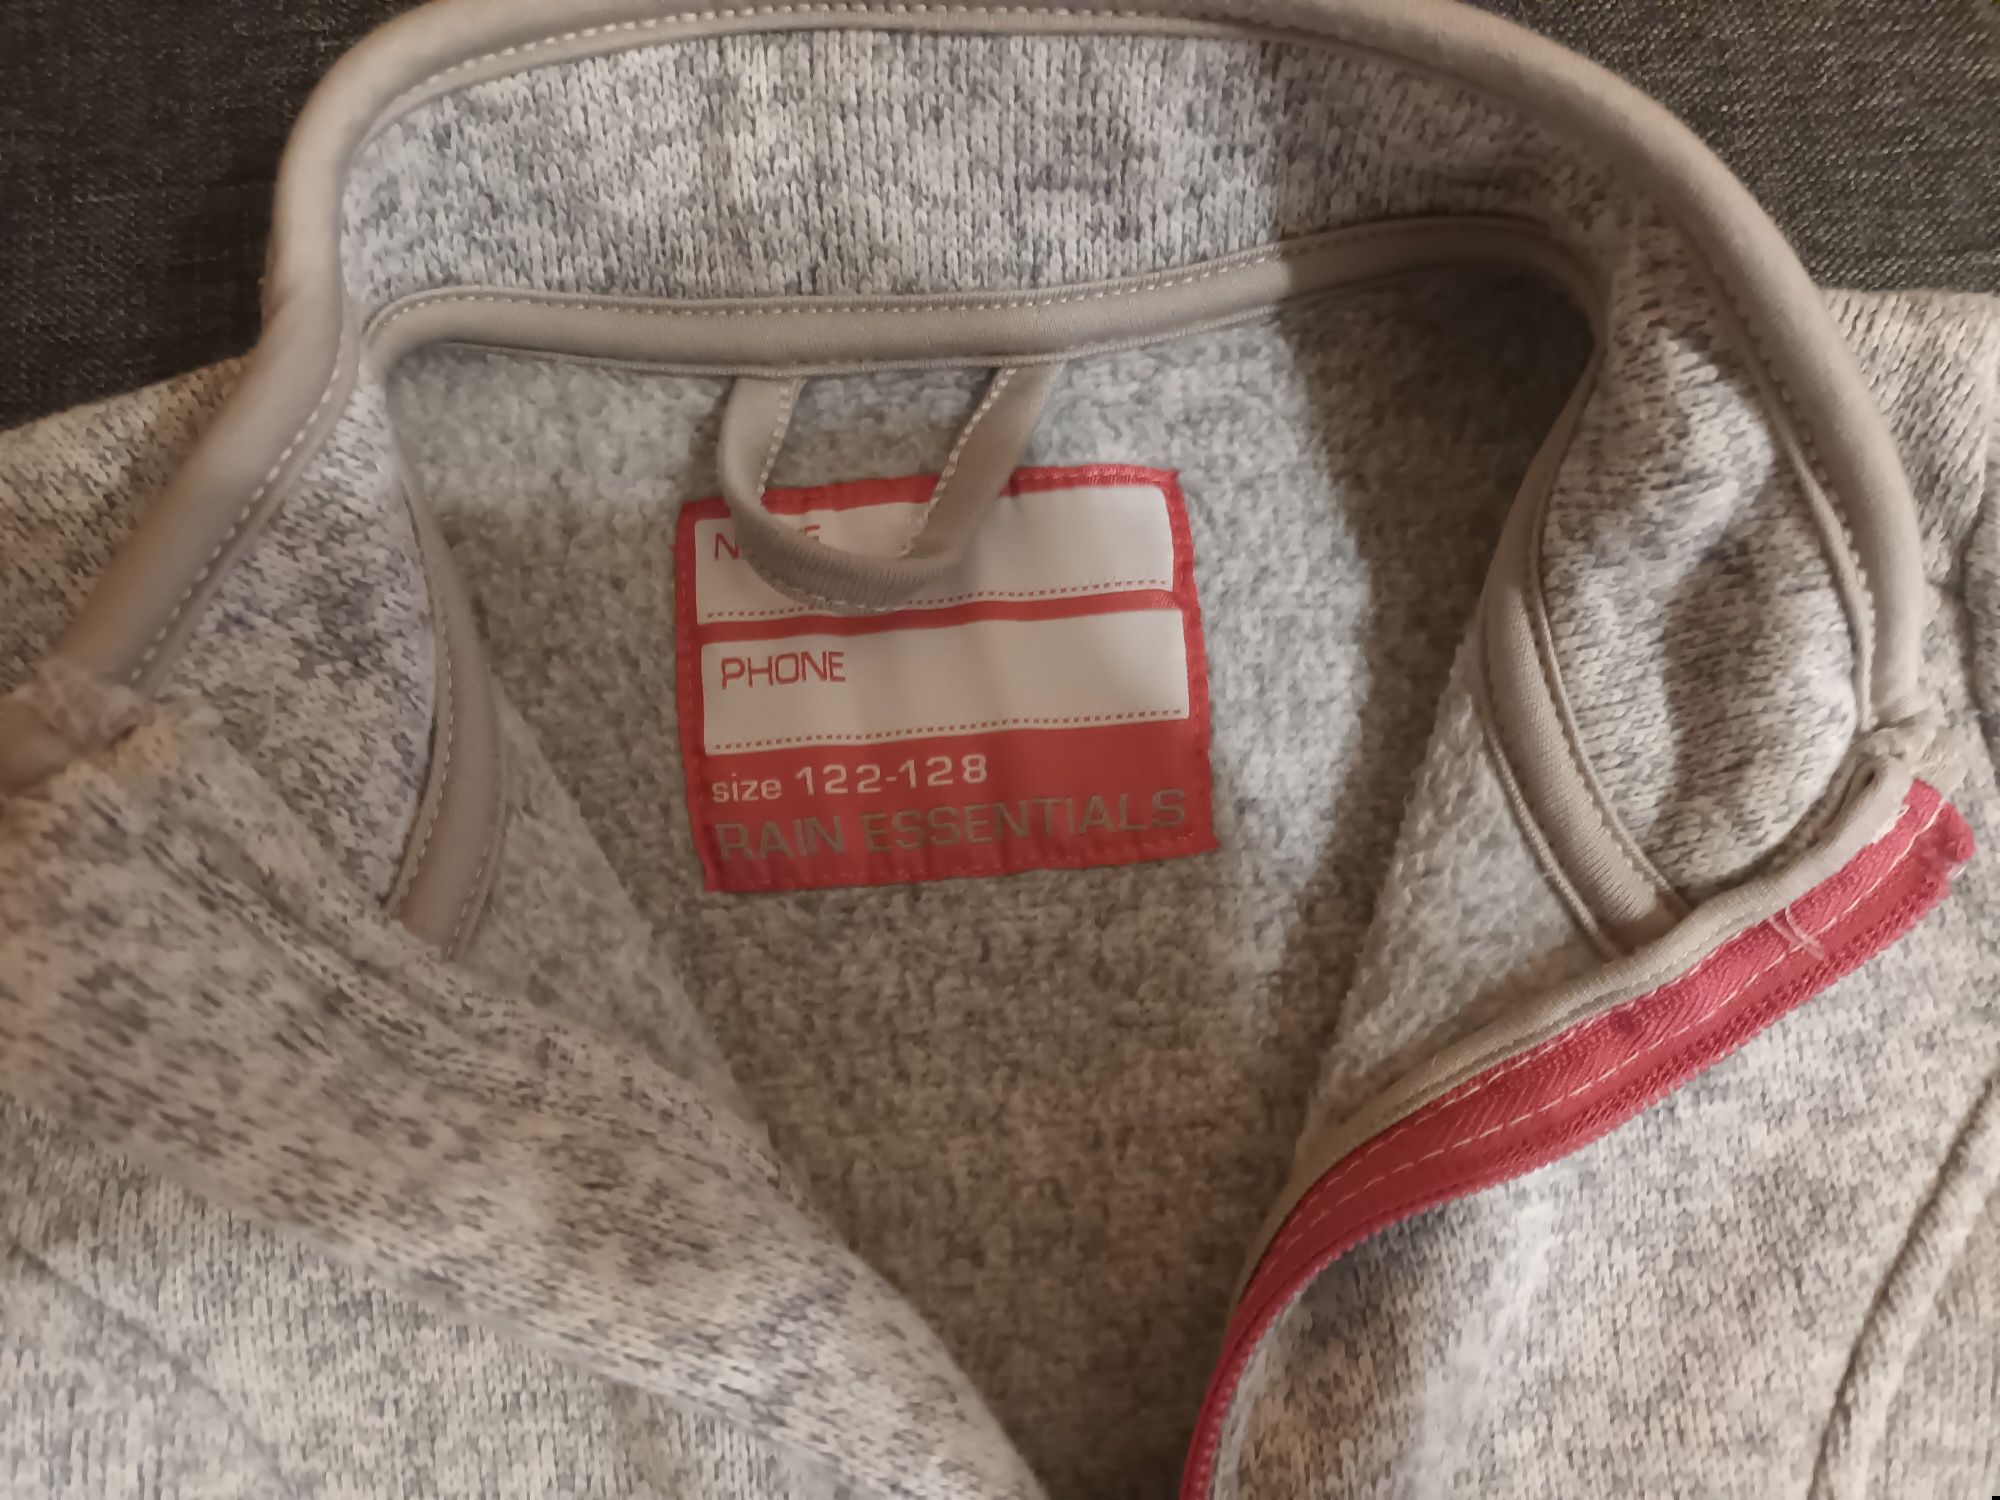 PHONE
size 122-128
RAIN ESSENTIALS